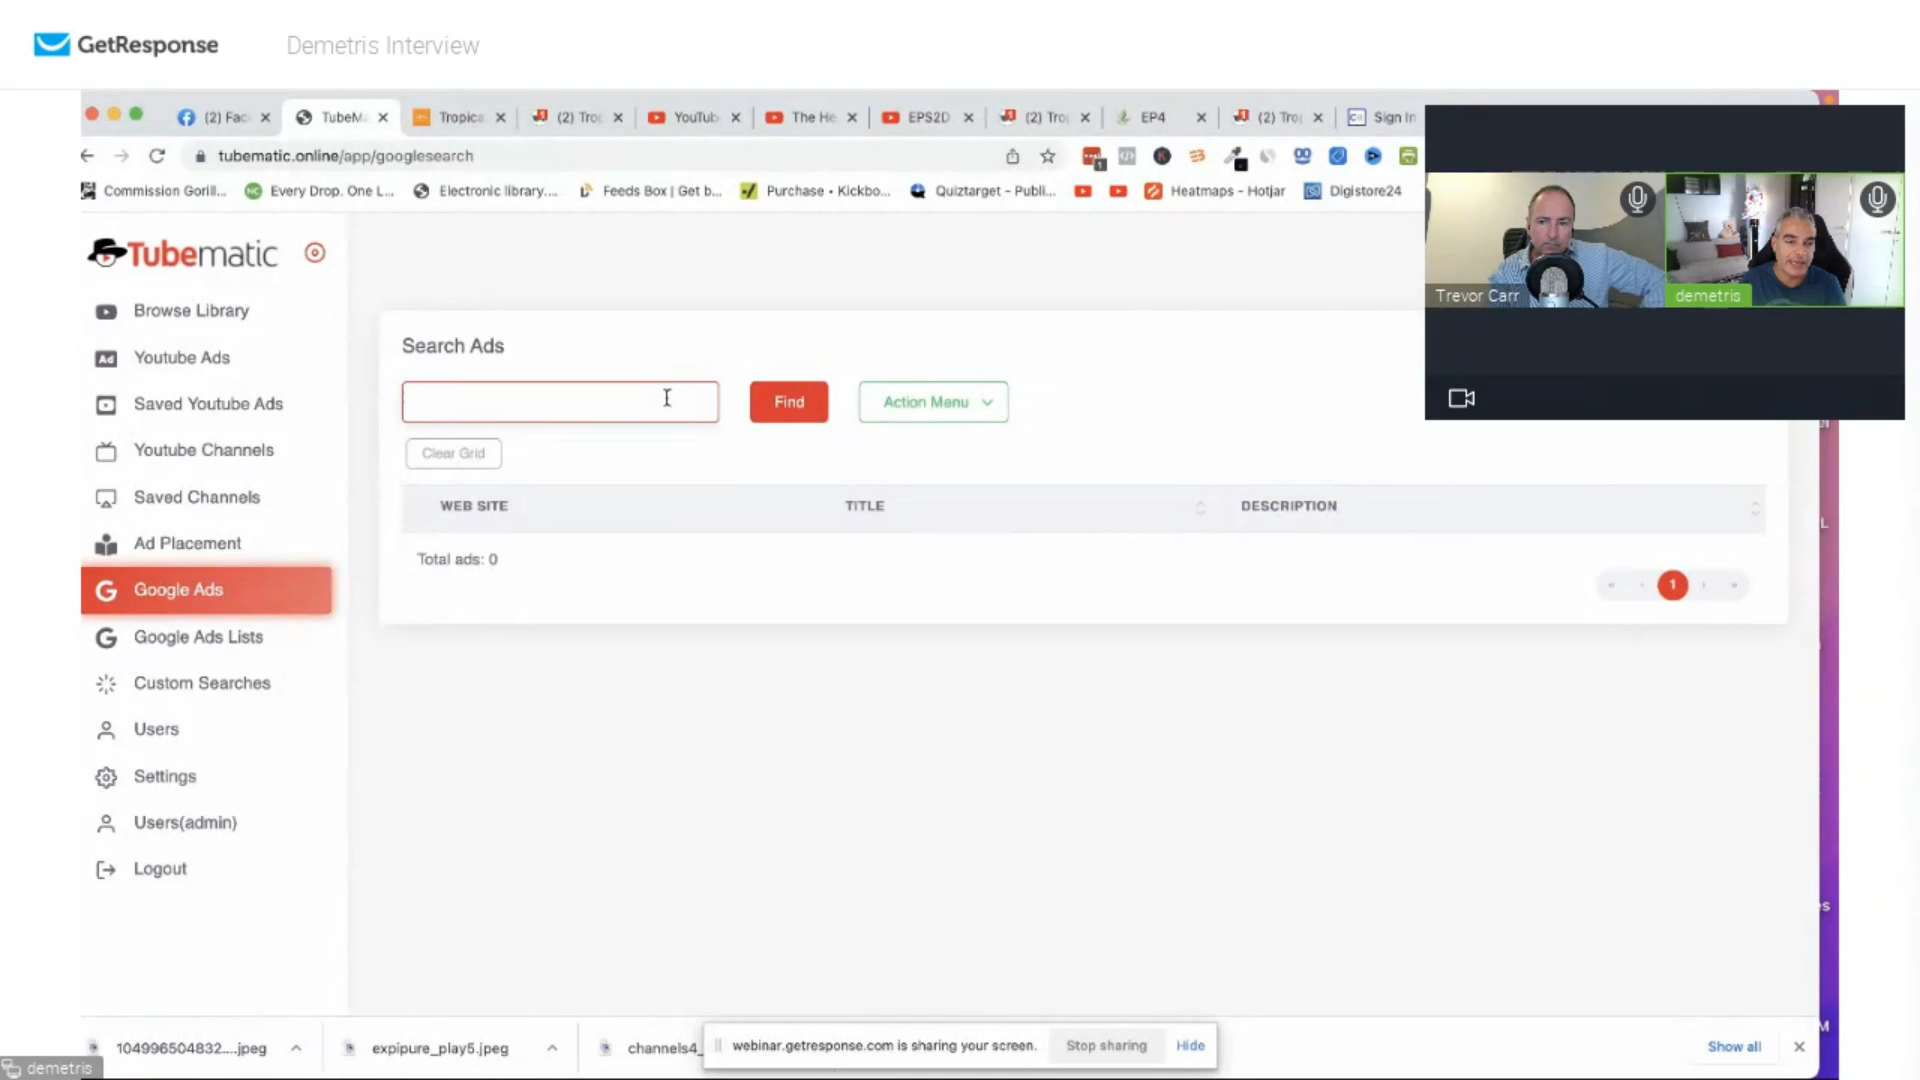 GetResponse
Demetris Interview
(2) Fac
TubeMa
Tropica
(2) Trop
YouTub
The He
EPS2D
(2) Trop
EP4
(2) Trop
Sign In
tubematic.online/app/googlesearch
Commission Gorill...
Every Drop. One L...
Electronic library....
Feeds Box | Get b...
Purchase • Kickbo...
Quiztarget - Publi...
Heatmaps - Hotjar
Digistore24
Tubematic
Trevor Carr
demetris
Browse Library
Youtube Ads
Saved Youtube Ads
Youtube Channels
Saved Channels
Ad Placement
Google Ads
Google Ads Lists
Custom Searches
Users
Settings
Users(admin)
Logout
Search Ads
Find
Action Menu
Clear Grid
WEB SITE
TITLE
DESCRIPTION
Total ads: 0
1
104996504832....jpeg
expipure_play5.jpeg
channels4_
webinar.getresponse.com is sharing your screen.
Stop sharing
Hide
Show all
demetris